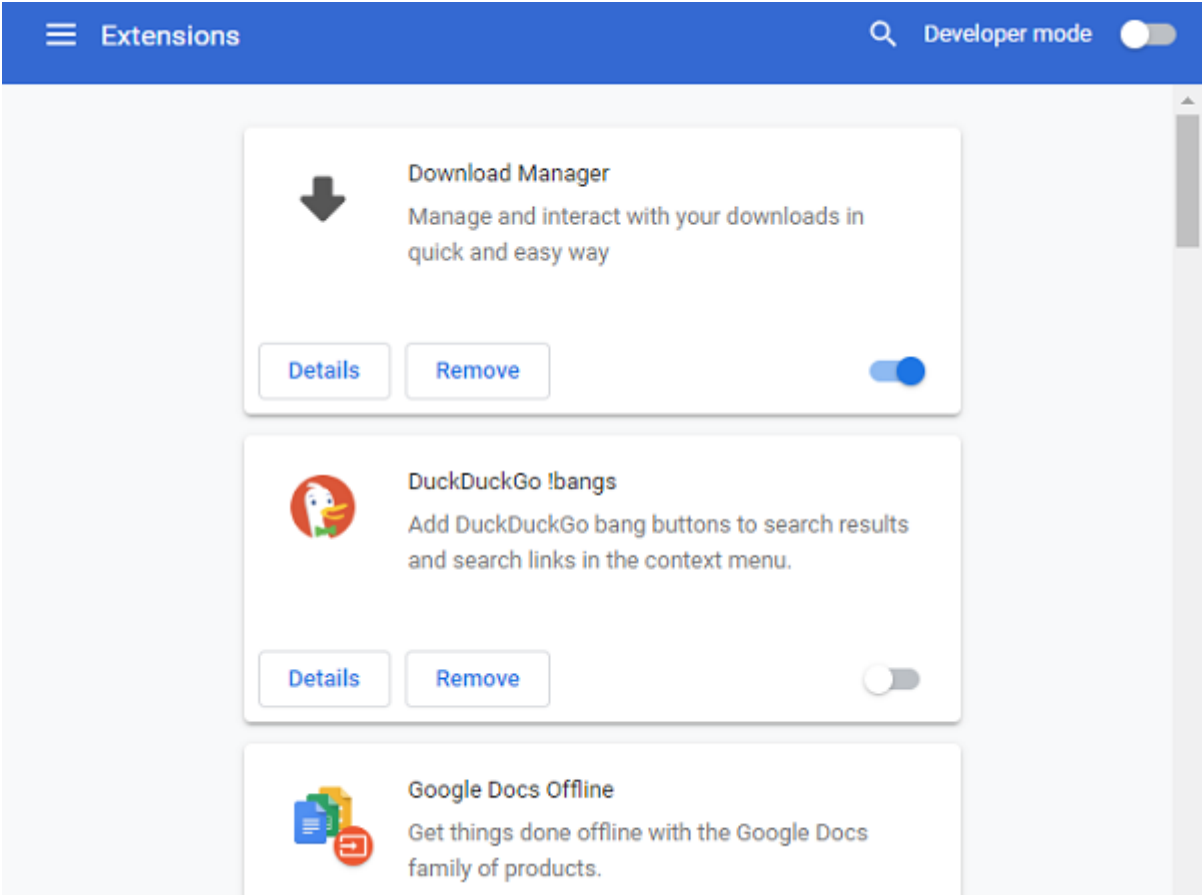 Extensions
Developer mode
Download Manager
Manage and interact with your downloads in
quick and easy way
Details
Remove
DuckDuckGo !bangs
Add DuckDuckGo bang buttons to search results
and search links in the context menu.
Details
Remove
Google Docs Offline
Get things done offline with the Google Docs
family of products.